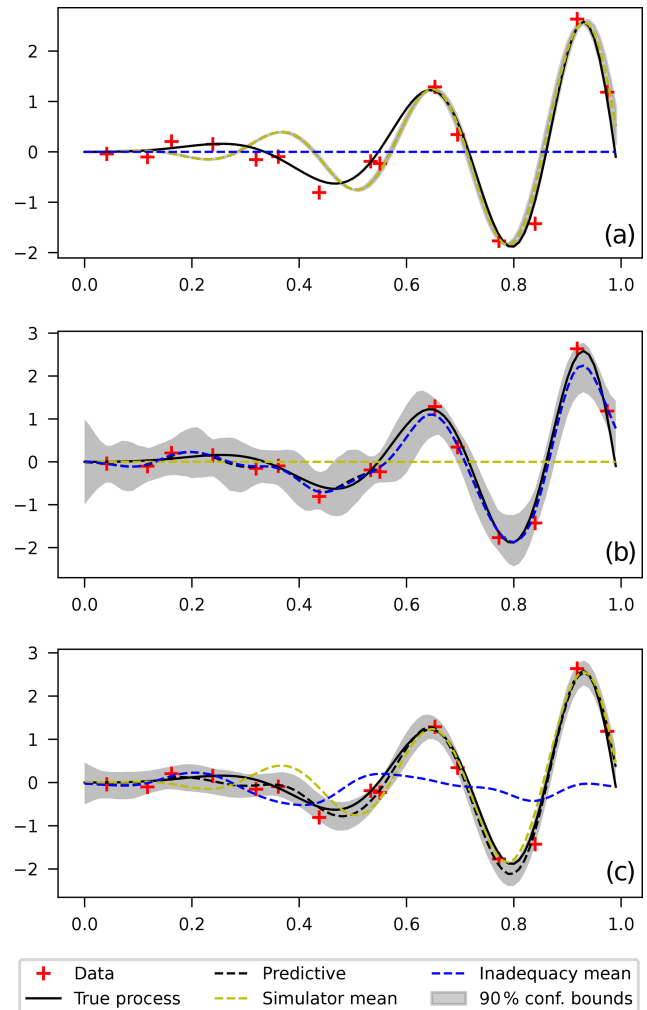 2
1
0
−1
−2
(a)
0.0 0.2 0.4 0.6 0.8 1.0
3
2
1
0
−1
−2
(b)
0.0 0.2 0.4 0.6 0.8 1.0
3
2
1
0
−1
−2
(c)
0.0 0.2 0.4 0.6 0.8 1.0
Data Predictive Inadequacy mean
True process Simulator mean 90 % conf. bounds